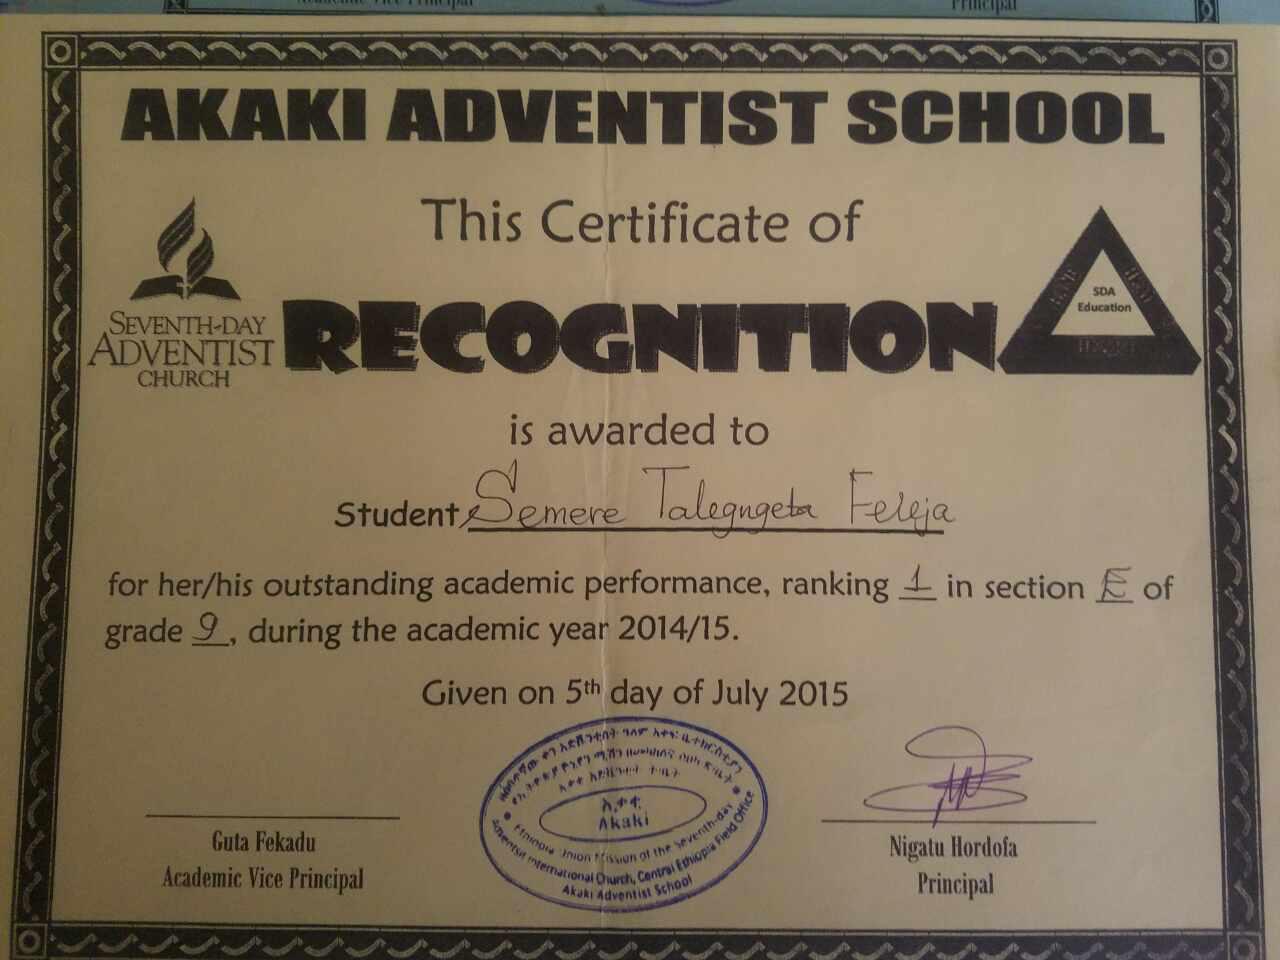 Academic Vice Principal
Principal
AKAKI ADVENTIST SCHOOL
This Certificate of
RECOGNITION
SEVENTH-DAY
ADVENTIST
CHURCH
SDA
Education
is awarded to
Student Semere Talegngeta Feleja
for her/his outstanding academic performance, ranking 1 in section E of
grade 9, during the academic year 2014/15.
Given on 5th day of July 2015
አቃቂ
Akaki
Ethiopia Union Mission of the Seventh-day
Adventsit International Church, Central Ethiopia Field Office
Akaki Adventist School
Guta Fekadu
Academic Vice Principal
Nigatu Hordofa
Principal